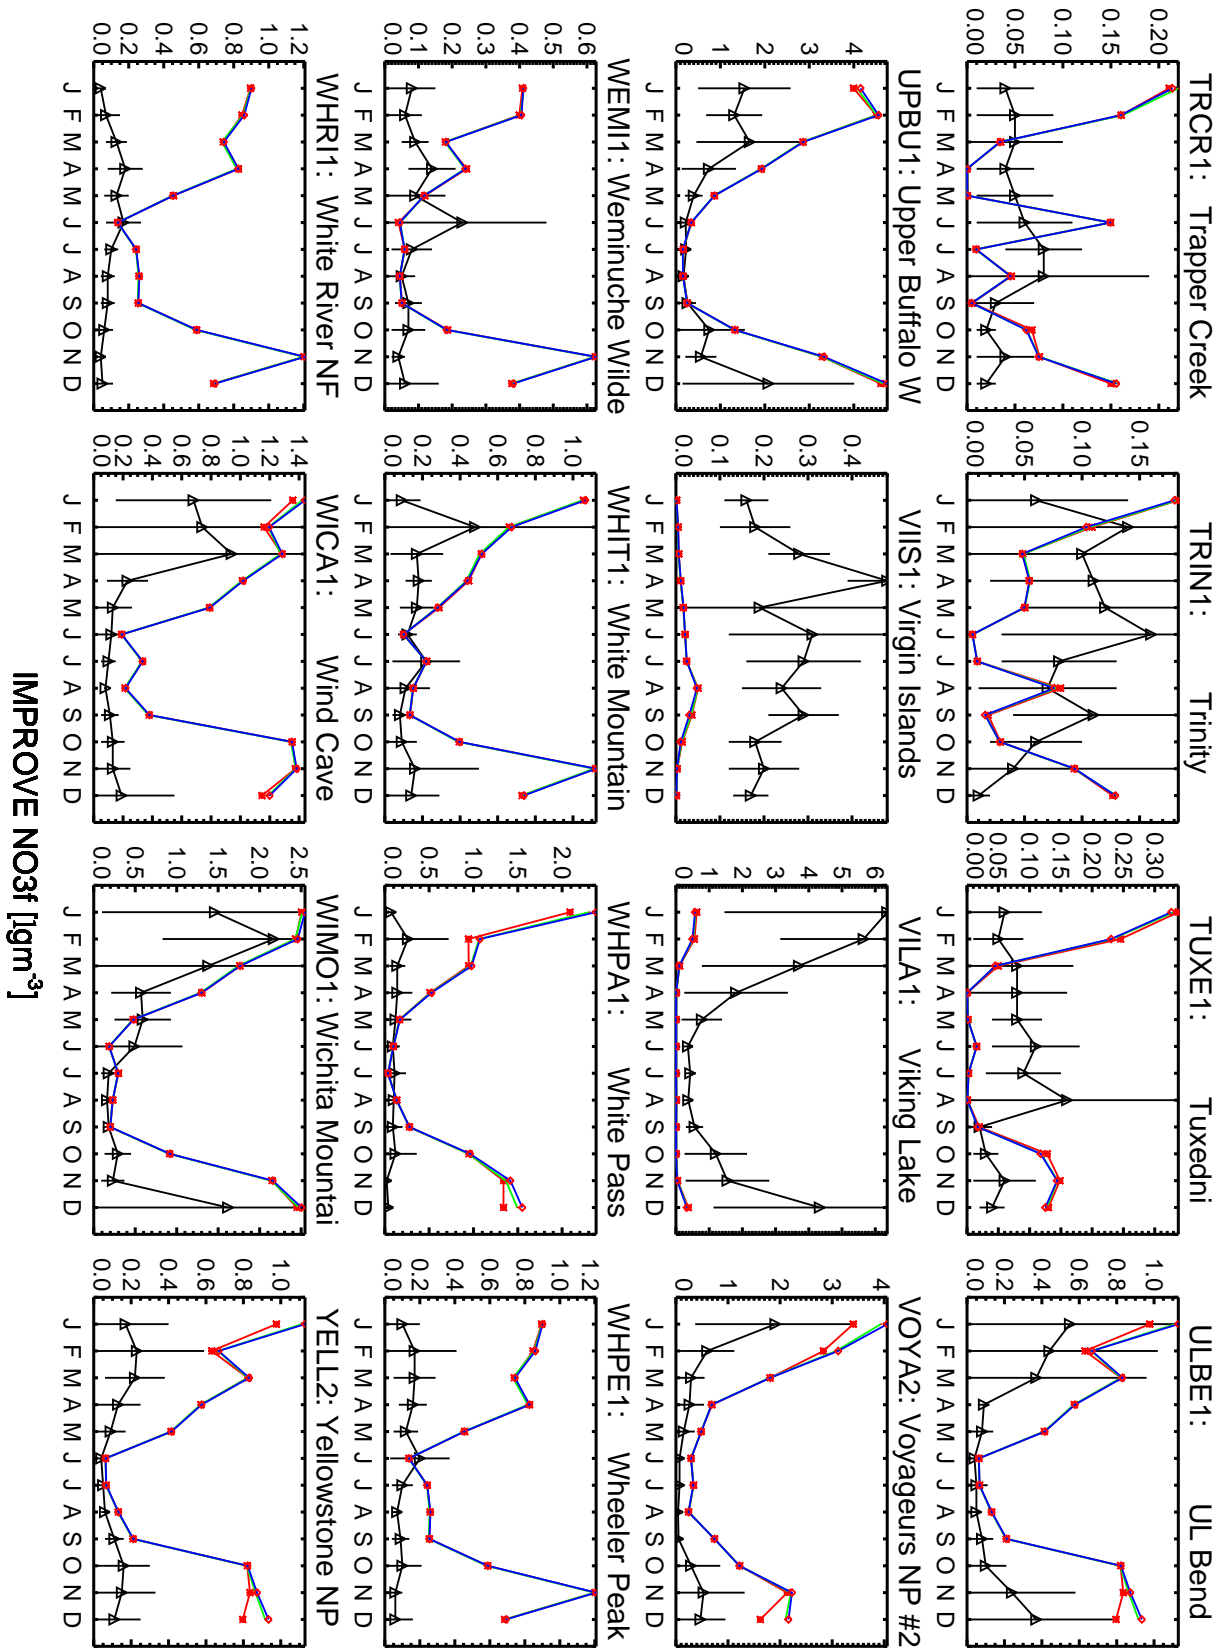 TRCR1: Trapper Creek
0.20
0.15
0.10
0.05
0.00
J F M A M J J A S O N D
TRIN1: Trinity
0.15
0.10
0.05
0.00
J F M A M J J A S O N D
TUXE1: Tuxedni
0.30
0.25
0.20
0.15
0.10
0.05
0.00
J F M A M J J A S O N D
ULBE1: UL Bend
1.0
0.8
0.6
0.4
0.2
0.0
J F M A M J J A S O N D
UPBU1: Upper Buffalo W
4
3
2
1
0
J F M A M J J A S O N D
VIIS1: Virgin Islands
0.4
0.3
0.2
0.1
0
J F M A M J J A S O N D
VILA1: Viking Lake
6
5
4
3
2
1
0
J F M A M J J A S O N D
VOYA2: Voyageurs NP #2
4
3
2
1
0
J F M A M J J A S O N D
WEMI1: Weminuche Wilde
0.6
0.5
0.4
0.3
0.2
0.1
0.0
J F M A M J J A S O N D
WHIT1: White Mountain
1.0
0.8
0.6
0.4
0.2
0.0
J F M A M J J A S O N D
WHPA1: White Pass
2.0
1.5
1.0
0.5
0.0
J F M A M J J A S O N D
WHPE1: Wheeler Peak
1.2
1.0
0.8
0.6
0.4
0.2
0.0
J F M A M J J A S O N D
WHRI1: White River NF
1.2
1.0
0.8
0.6
0.4
0.2
0.0
J F M A M J J A S O N D
WICA1: Wind Cave
1.4
1.2
1.0
0.8
0.6
0.4
0.2
0.0
J F M A M J J A S O N D
WIMO1: Wichita Mountai
2.5
2.0
1.5
1.0
0.5
0.0
J F M A M J J A S O N D
YELL2: Yellowstone NP
1.0
0.8
0.6
0.4
0.2
0.0
J F M A M J J A S O N D
IMPROVE NO3f [1gm-3]